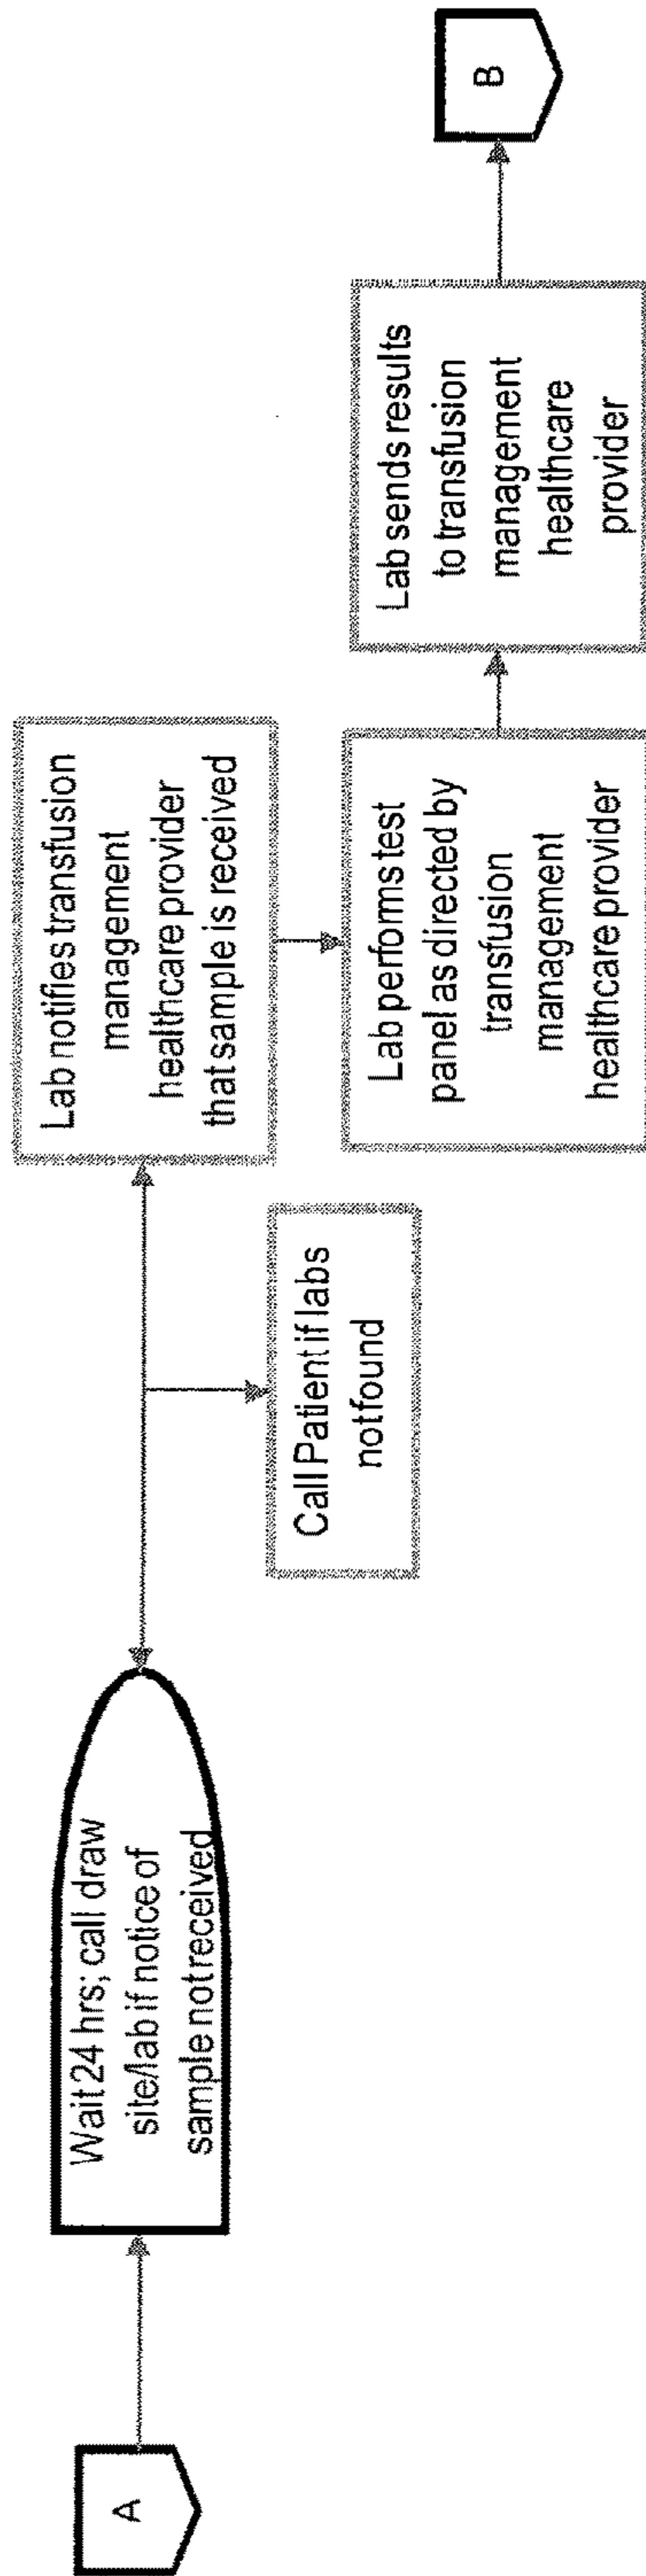 A
Wait 24 hrs; call draw
site/lab if notice of
sample not received
Call Patient if labs
not found
Lab notifies transfusion
management
healthcare provider
that sample is received
Lab performs test
panel as directed by
transfusion
management
healthcare provider
Lab sends results
to transfusion
management
healthcare
provider
B